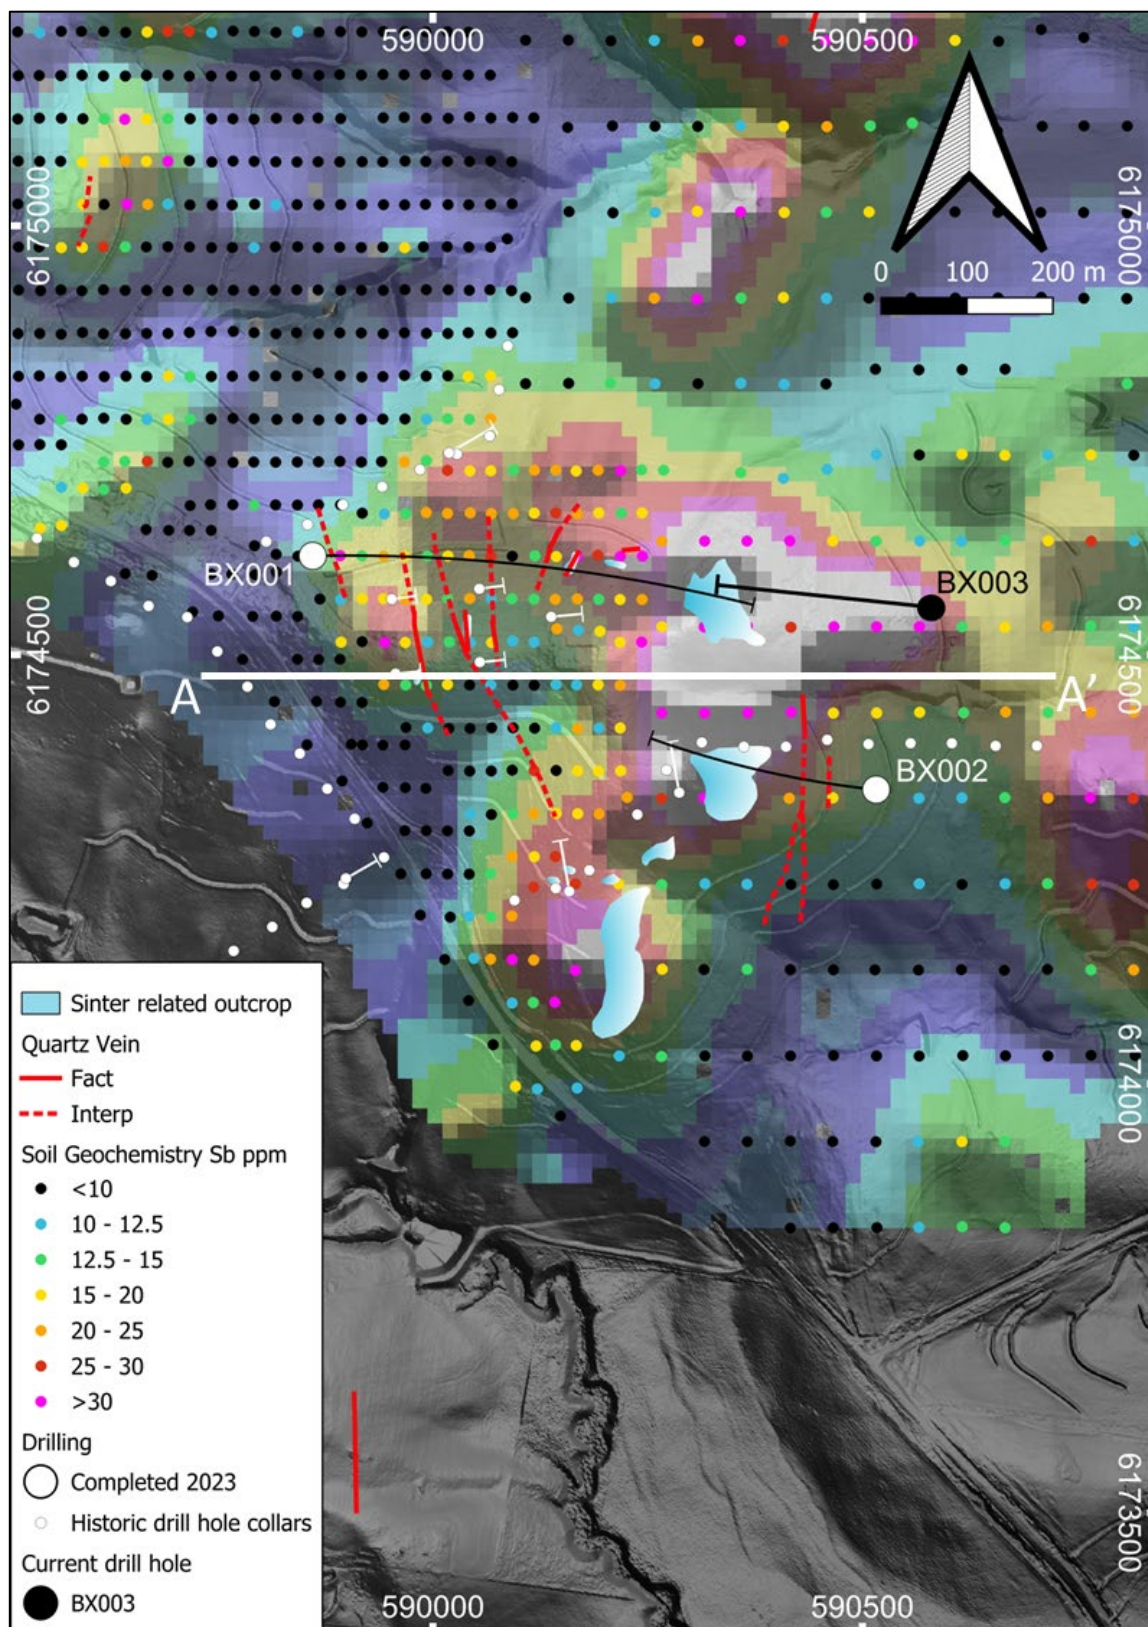 590000
590500
6175000
6175000
0 100 200 m
BX001
BX003
6174500
6174500
A
A'
BX002
6174000
Sinter related outcrop
Quartz Vein
Fact
Interp
Soil Geochemistry Sb ppm
<10
10 - 12.5
12.5 - 15
15 - 20
20 - 25
25 - 30
>30
Drilling
Completed 2023
Historic drill hole collars
Current drill hole
BX003
6173500
590000
590500